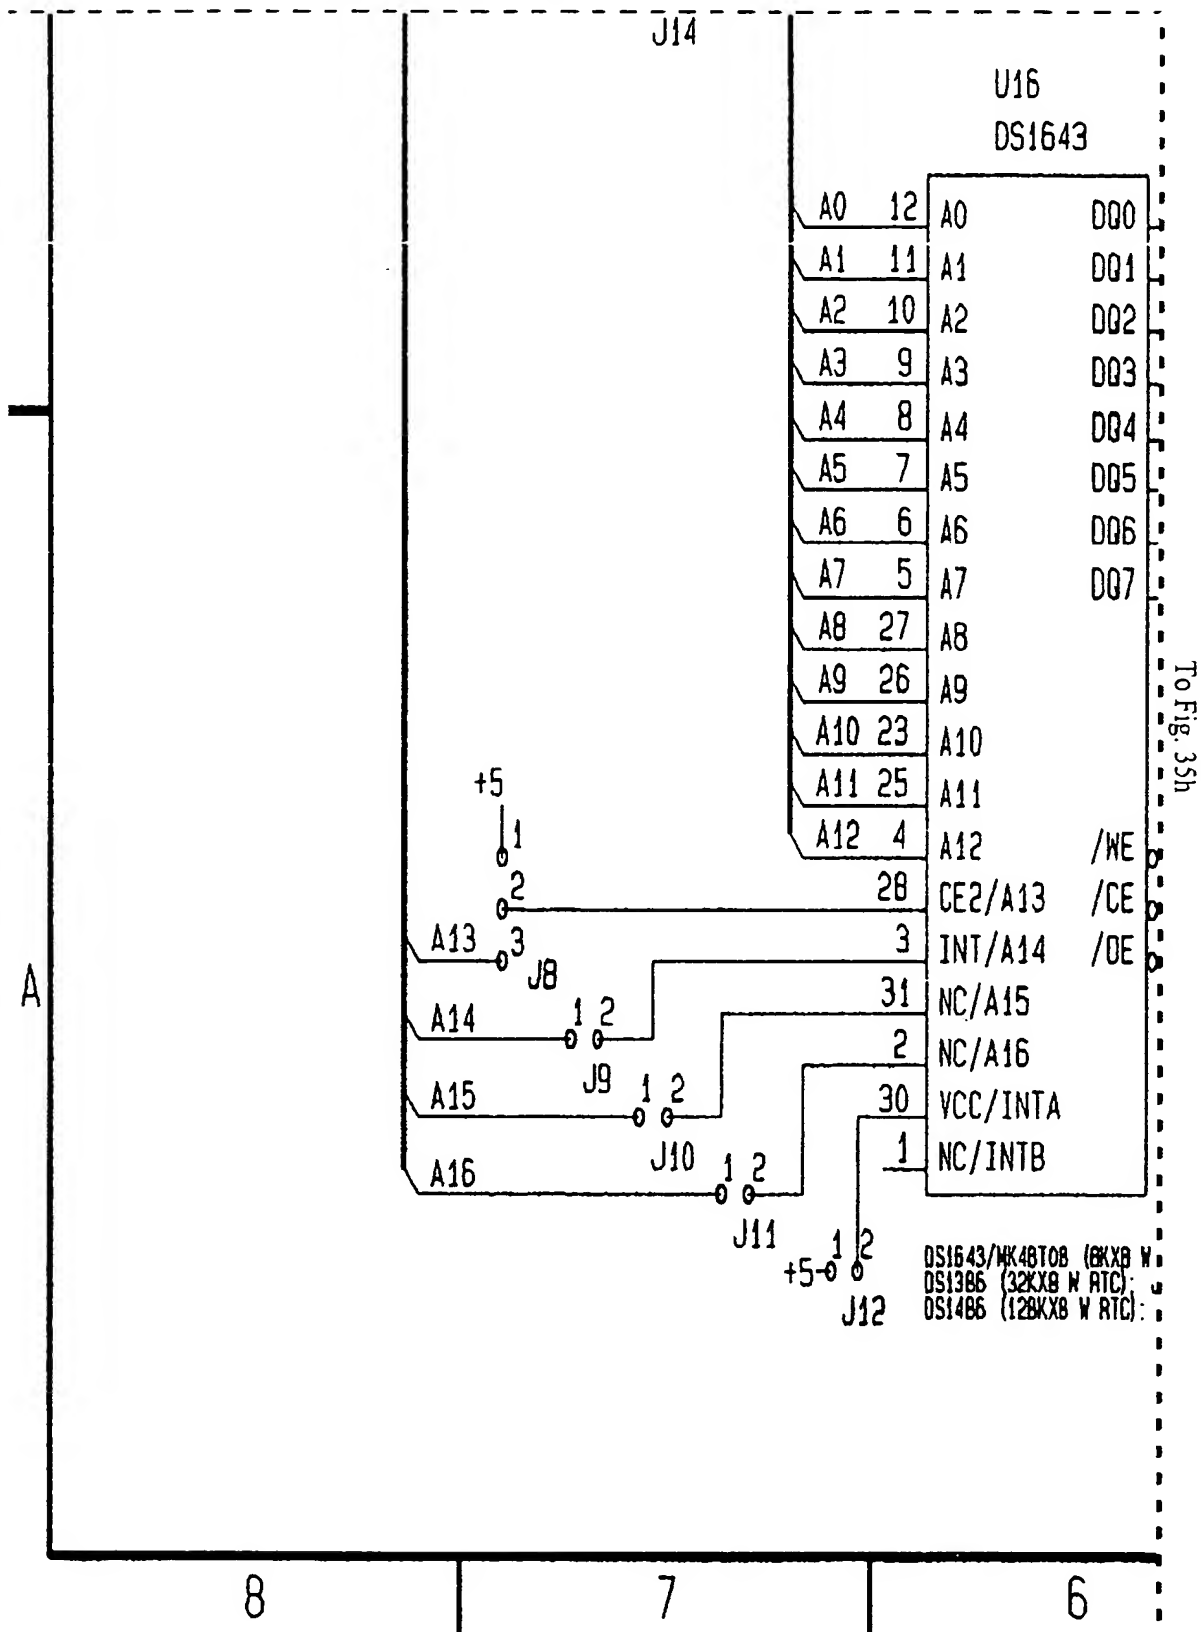 J14
U16
DS1643
A0 12 A0 DQ0
A1 11 A1 DQ1
A2 10 A2 DQ2
A3 9 A3 DQ3
A4 8 A4 DQ4
A5 7 A5 DQ5
A6 6 A6 DQ6
A7 5 A7 DQ7
A8 27 A8
A9 26 A9
A10 23 A10
A11 25 A11
A12 4 A12 /WE
+5
1
2
28 CE2/A13 /CE
A13 3
J8
3 INT/A14 /OE
A14 1 2
J9
31 NC/A15
A15 1 2
J10
2 NC/A16
A16 1 2
J11
30 VCC/INTA
1 NC/INTB
+5 1 2
J12
DS1643/MK48T08 (8KX8 W
DS1386 (32KX8 W RTC):
DS1486 (128KX8 W RTC):
To Fig. 35h
A
8 7 6